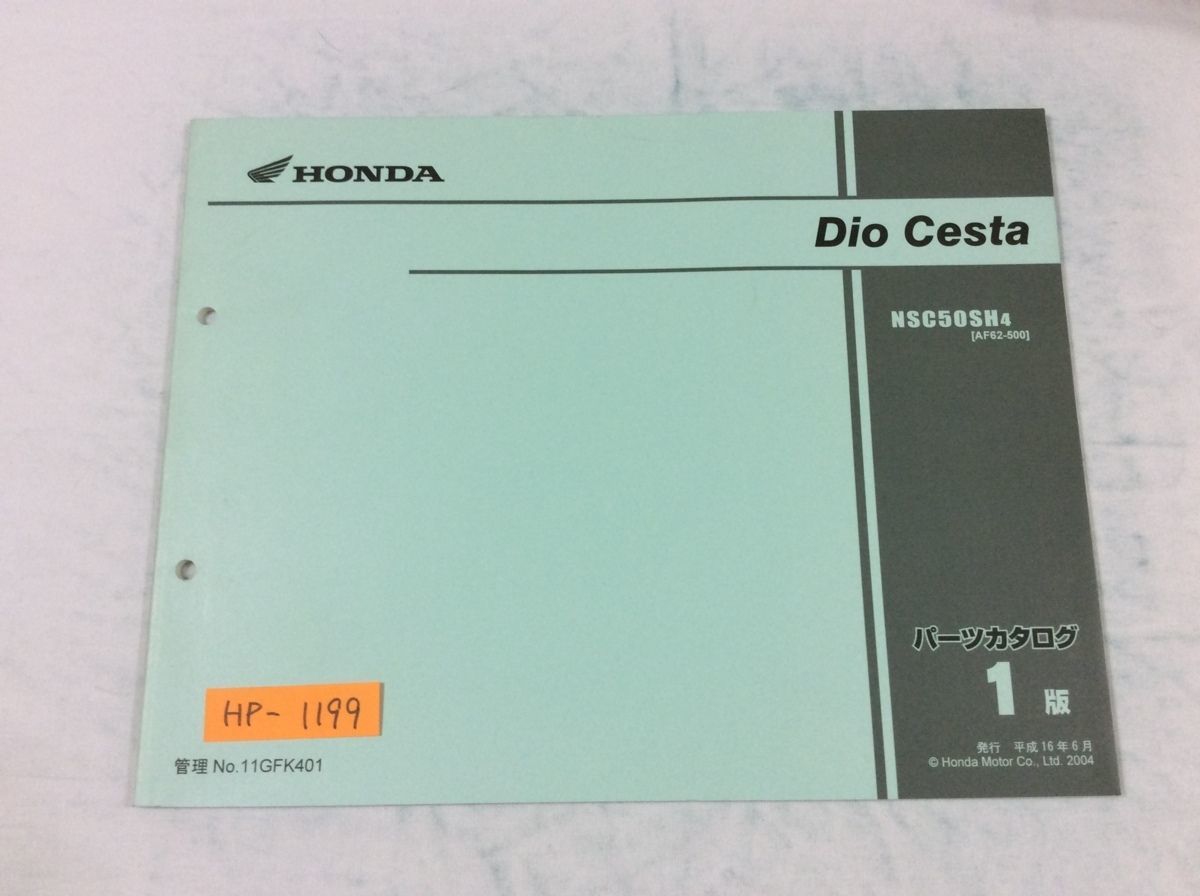 HONDA
Dio Cesta
NSC50SH4
[AF62-500]
パーツカタログ
1版
HP- 1199
管理 No.11GFK401
発行 平成16年6月
© Honda Motor Co., Ltd. 2004